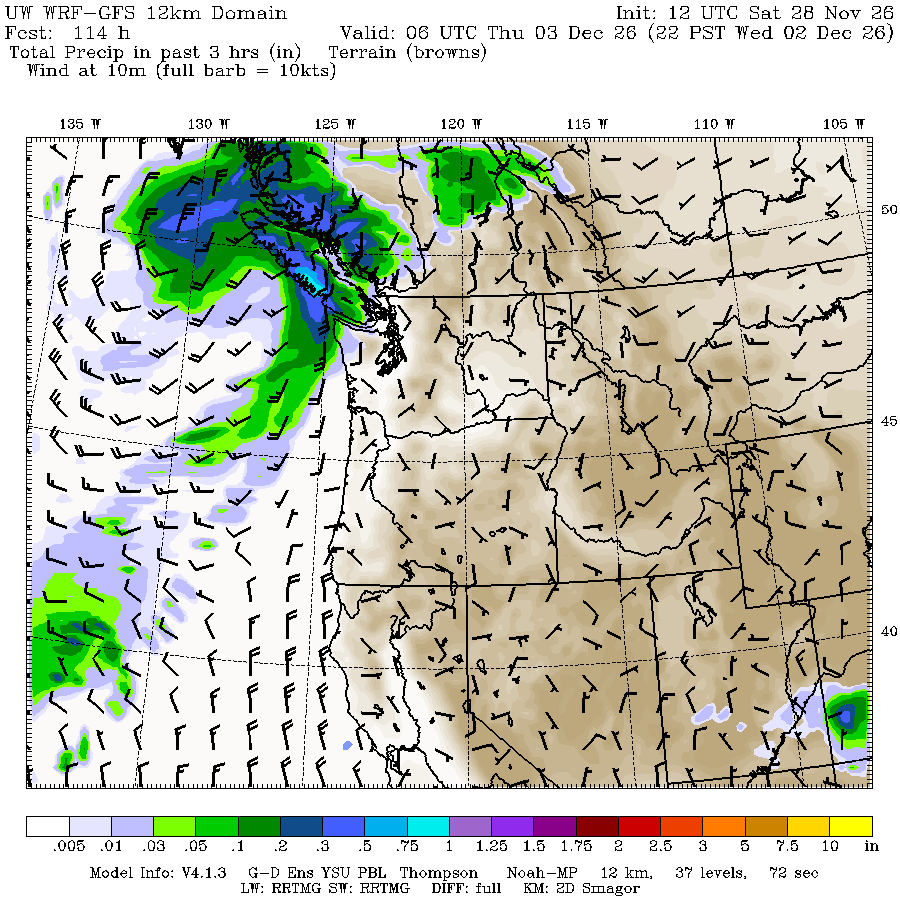 UW WRF-GFS 12km Domain Init: 12 UTC Sat 28 Nov 26
Fcst: 114 h Valid: 06 UTC Thu 03 Dec 26 (22 PST Wed 02 Dec 26)
Total Precip in past 3 hrs (in) Terrain (browns)
Wind at 10m (full barb = 10kts)
135 W 130 W 125 W 120 W 115 W 110 W 105 W
50
45
40
.005 .01 .03 .05 .1 .2 .3 .5 .75 1 1.25 1.5 1.75 2 2.5 3 5 7.5 10 in
Model Info: V4.1.3 G-D Ens YSU PBL Thompson Noah-MP 12 km, 37 levels, 72 sec
LW: RRTMG SW: RRTMG DIFF: full KM: 2D Smagor